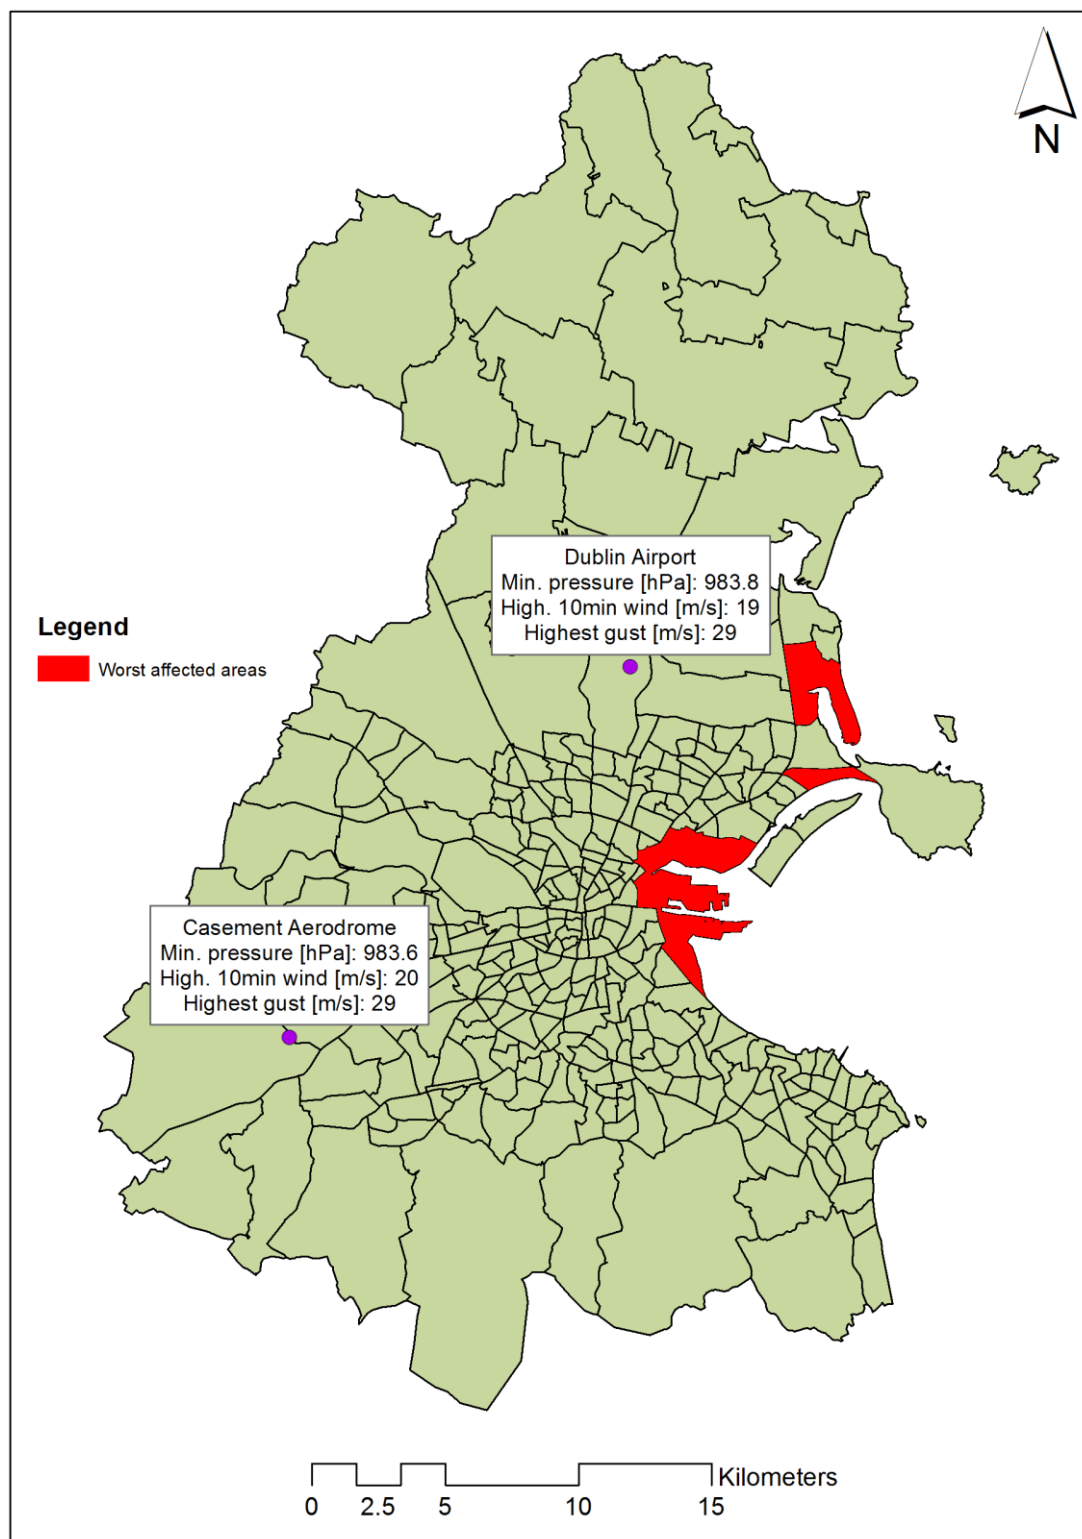 N
Dublin Airport
Min. pressure [hPa]: 983.8
High. 10min wind [m/s]: 19
Highest gust [m/s]: 29
Legend
Worst affected areas
Casement Aerodrome
Min. pressure [hPa]: 983.6
High. 10min wind [m/s]: 20
Highest gust [m/s]: 29
Kilometers
0 2.5 5 10 15